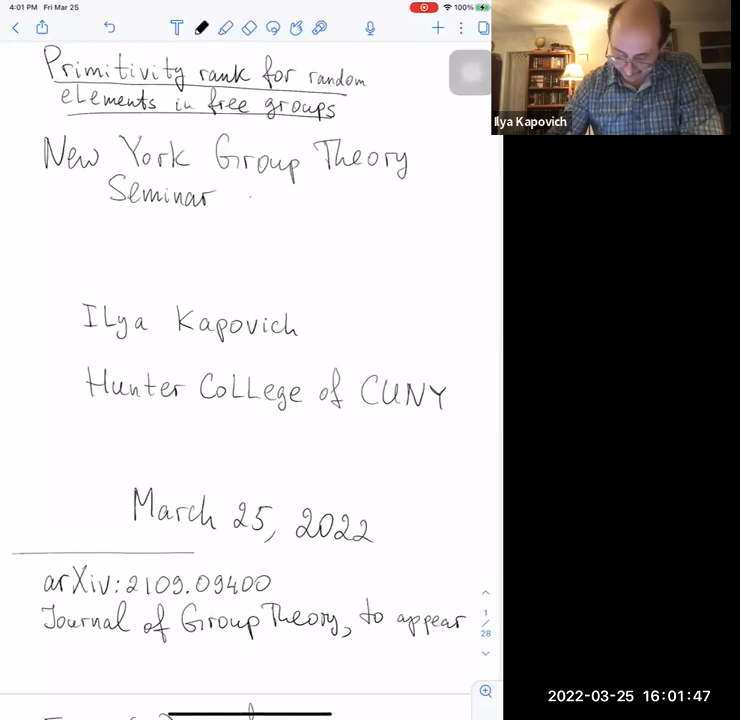 4:01 PM Fri Mar 25
100%
Primitivity rank for random
elements in free groups
New York Group Theory
Seminar
Ilya Kapovich
Ilya Kapovich
Hunter College of CUNY
March 25, 2022
arXiv:2109.09400
Journal of Group Theory, to appear
1
/
28
2022-03-25 16:01:47